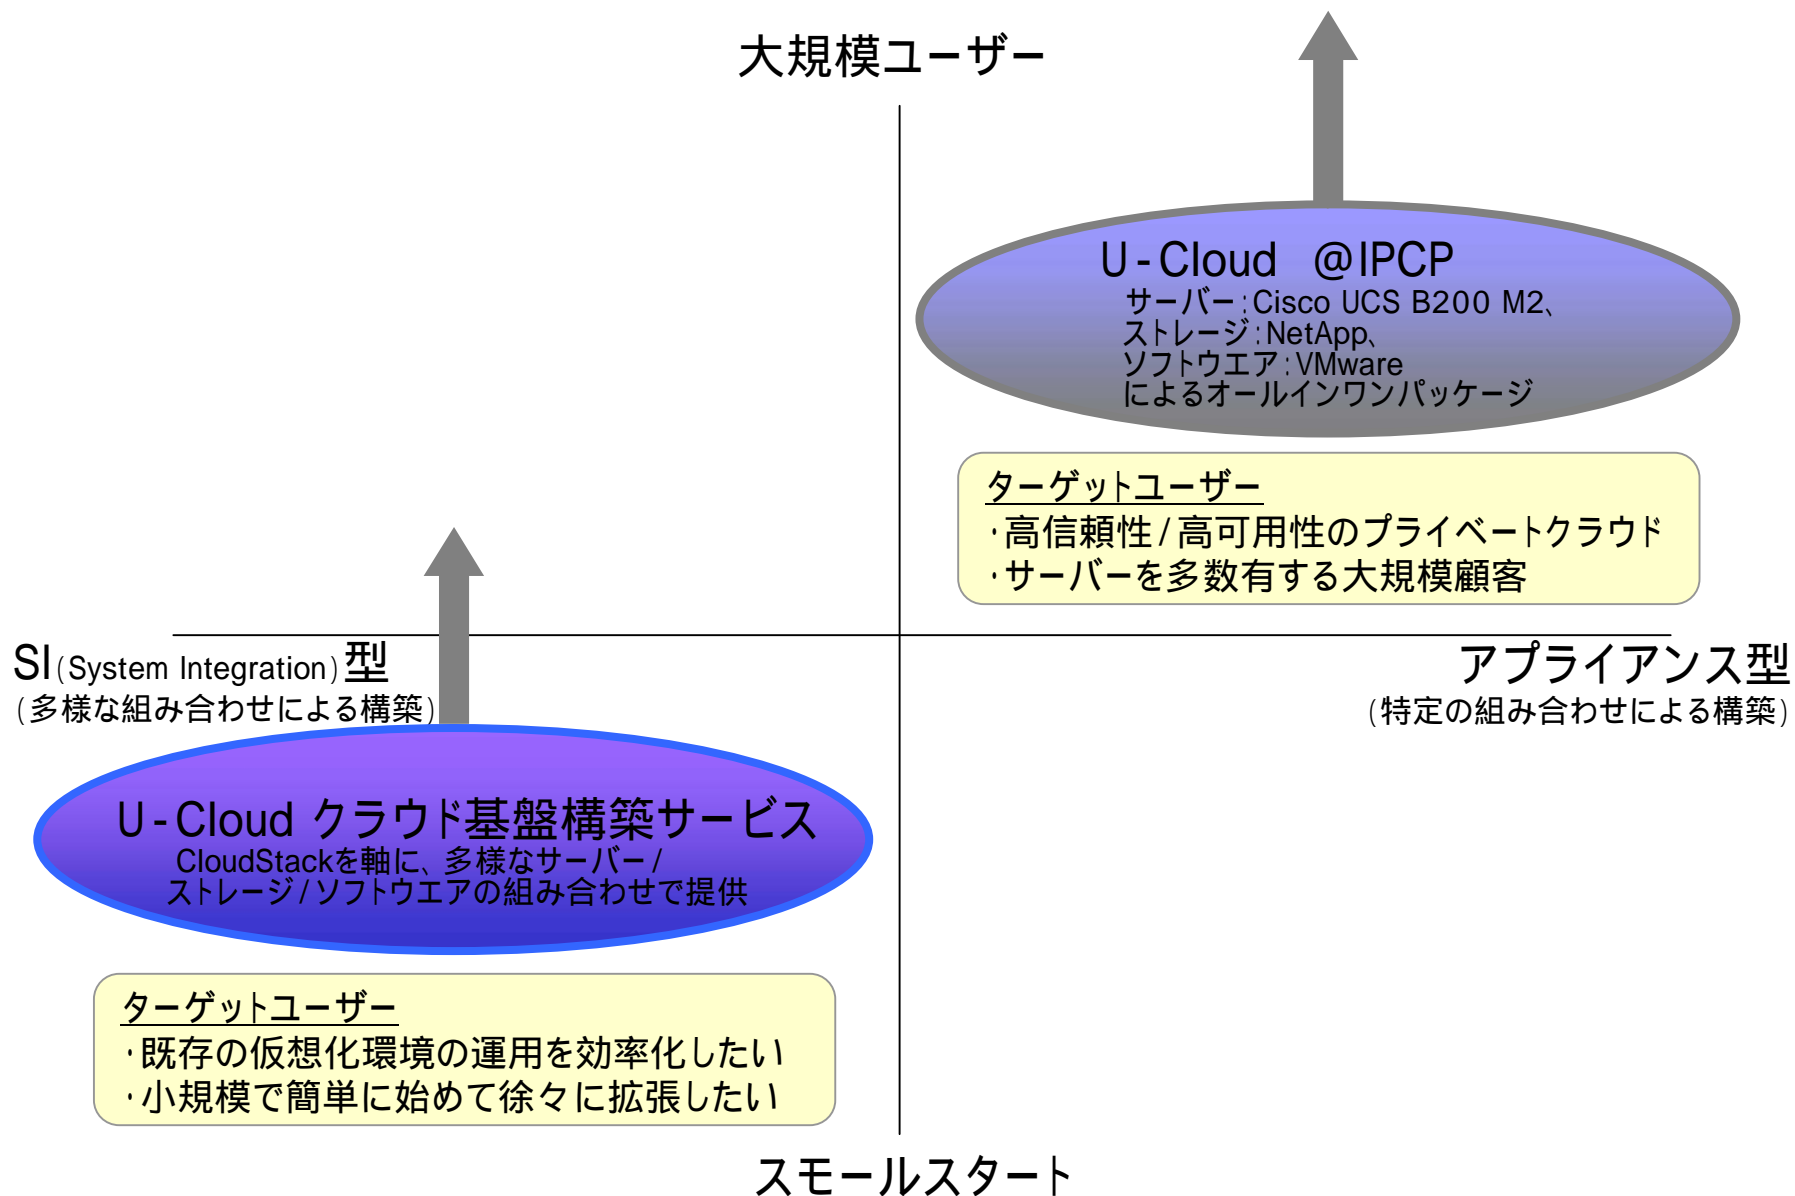 大規模ユーザー
U-Cloud @IPCP
サーバー:Cisco UCS B200 M2、
ストレージ:NetApp、
ソフトウエア:VMware
によるオールインワンパッケージ
ターゲットユーザー
・高信頼性/高可用性のプライベートクラウド
・サーバーを多数有する大規模顧客
SI(System Integration)型
(多様な組み合わせによる構築)
アプライアンス型
(特定の組み合わせによる構築)
U-Cloud クラウド基盤構築サービス
CloudStackを軸に、多様なサーバー/
ストレージ/ソフトウエアの組み合わせで提供
ターゲットユーザー
・既存の仮想化環境の運用を効率化したい
・小規模で簡単に始めて徐々に拡張したい
スモールスタート